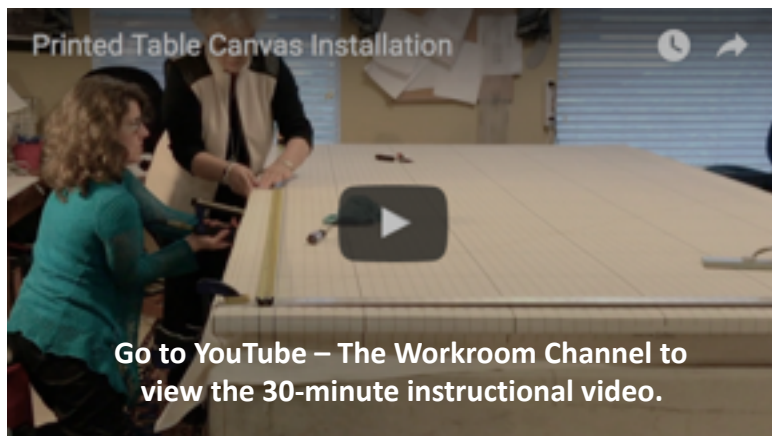 Printed Table Canvas Installation
Go to YouTube – The Workroom Channel to
view the 30-minute instructional video.